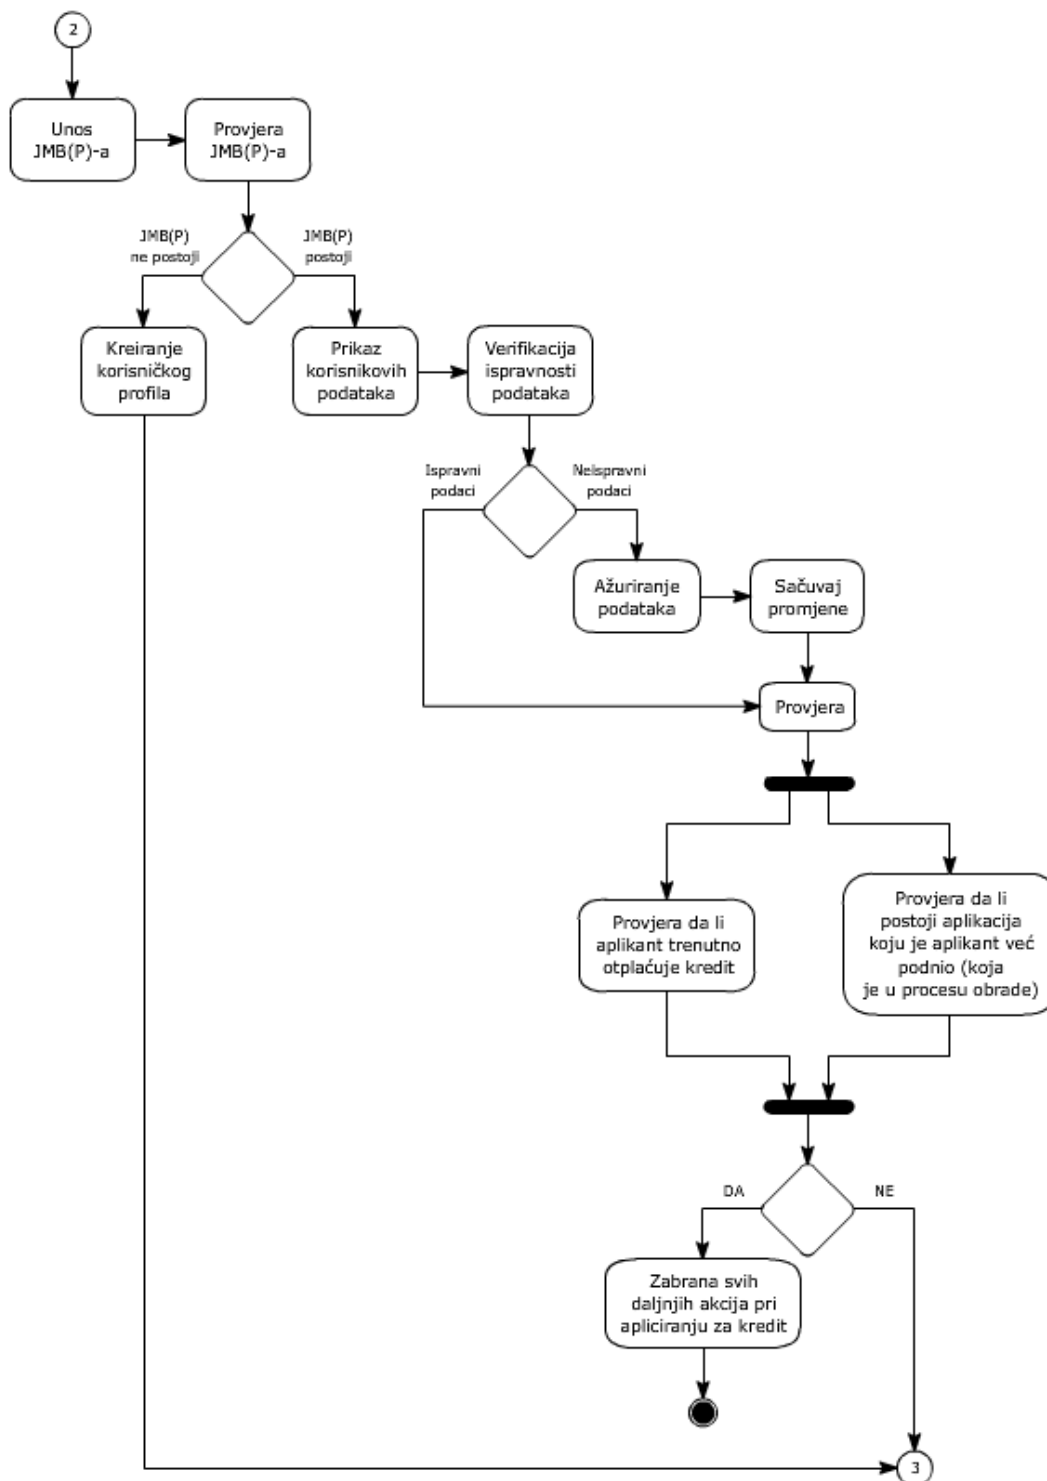 2
Unos
JMB(P)-a
Provjera
JMB(P)-a
JMB(P)
ne postoji
JMB(P)
postoji
Kreiranje
korisničkog
profila
Prikaz
korisnikovih
podataka
Verifikacija
ispravnosti
podataka
Ispravni
podaci
Neispravni
podaci
Ažuriranje
podataka
Sačuvaj
promjene
Provjera
Provjera da li
aplikant trenutno
otplaćuje kredit
Provjera da li
postoji aplikacija
koju je aplikant već
podnio (koja
je u procesu obrade)
DA
NE
Zabrana svih
daljnjih akcija pri
apliciranju za kredit
3